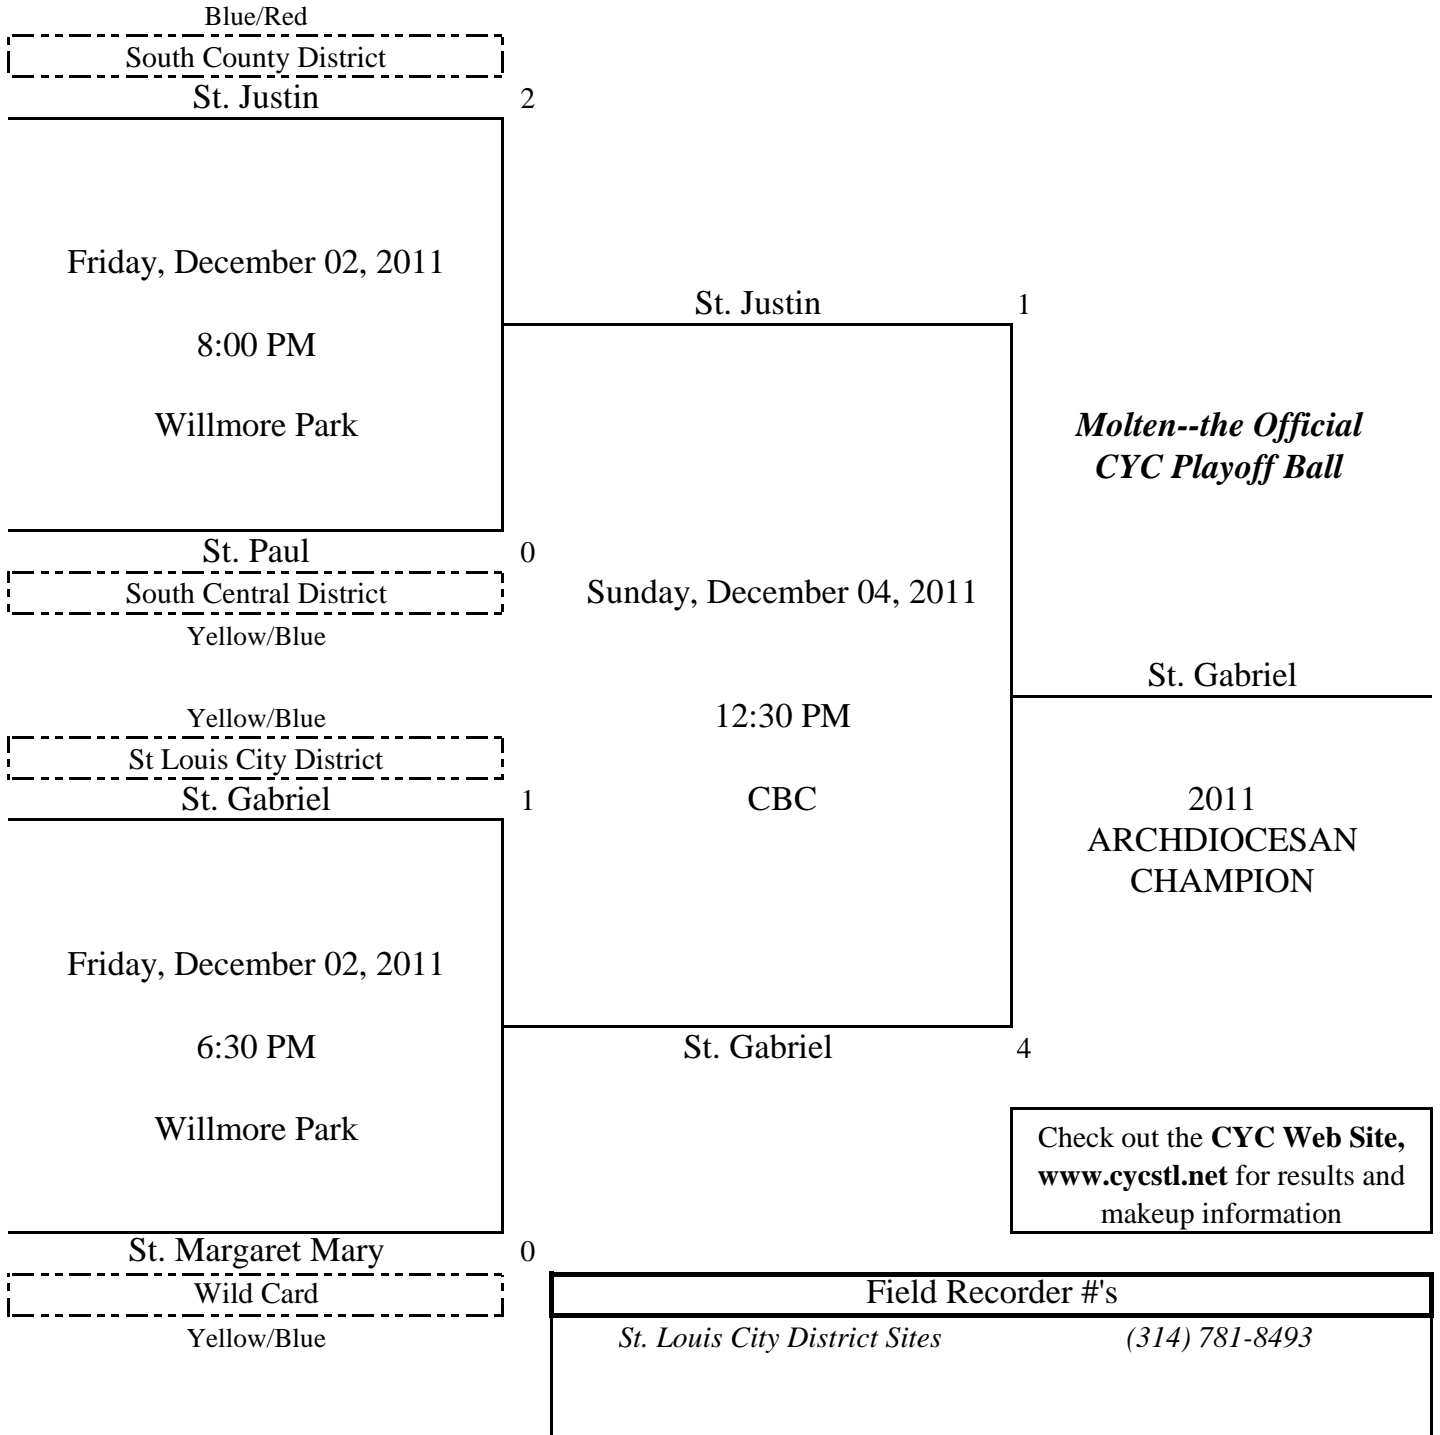 Blue/Red
South County District
St. Justin 2
Friday, December 02, 2011
8:00 PM
Willmore Park
St. Paul 0
South Central District
Yellow/Blue
Yellow/Blue
St Louis City District
St. Gabriel 1
Friday, December 02, 2011
6:30 PM
Willmore Park
St. Margaret Mary 0
Wild Card
Yellow/Blue
St. Justin 1
Sunday, December 04, 2011
12:30 PM
CBC
St. Gabriel 4
Molten--the Official
CYC Playoff Ball
St. Gabriel
2011
ARCHDIOCESAN
CHAMPION
Check out the CYC Web Site,
www.cycstl.net for results and
makeup information
Field Recorder #'s
St. Louis City District Sites (314) 781-8493